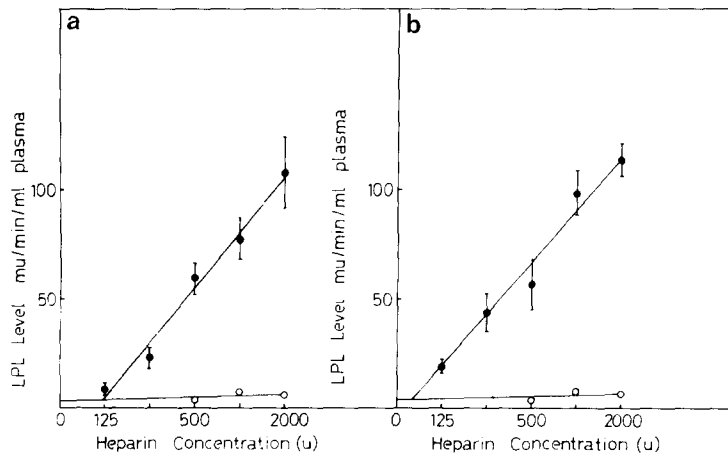 a
LPL Level mu/min/ml plasma
100
50
0
125
500
2000
Heparin Concentration (u)
b
LPL Level mu/min/ml plasma
100
50
0
125
500
2000
Heparin Concentration (u)